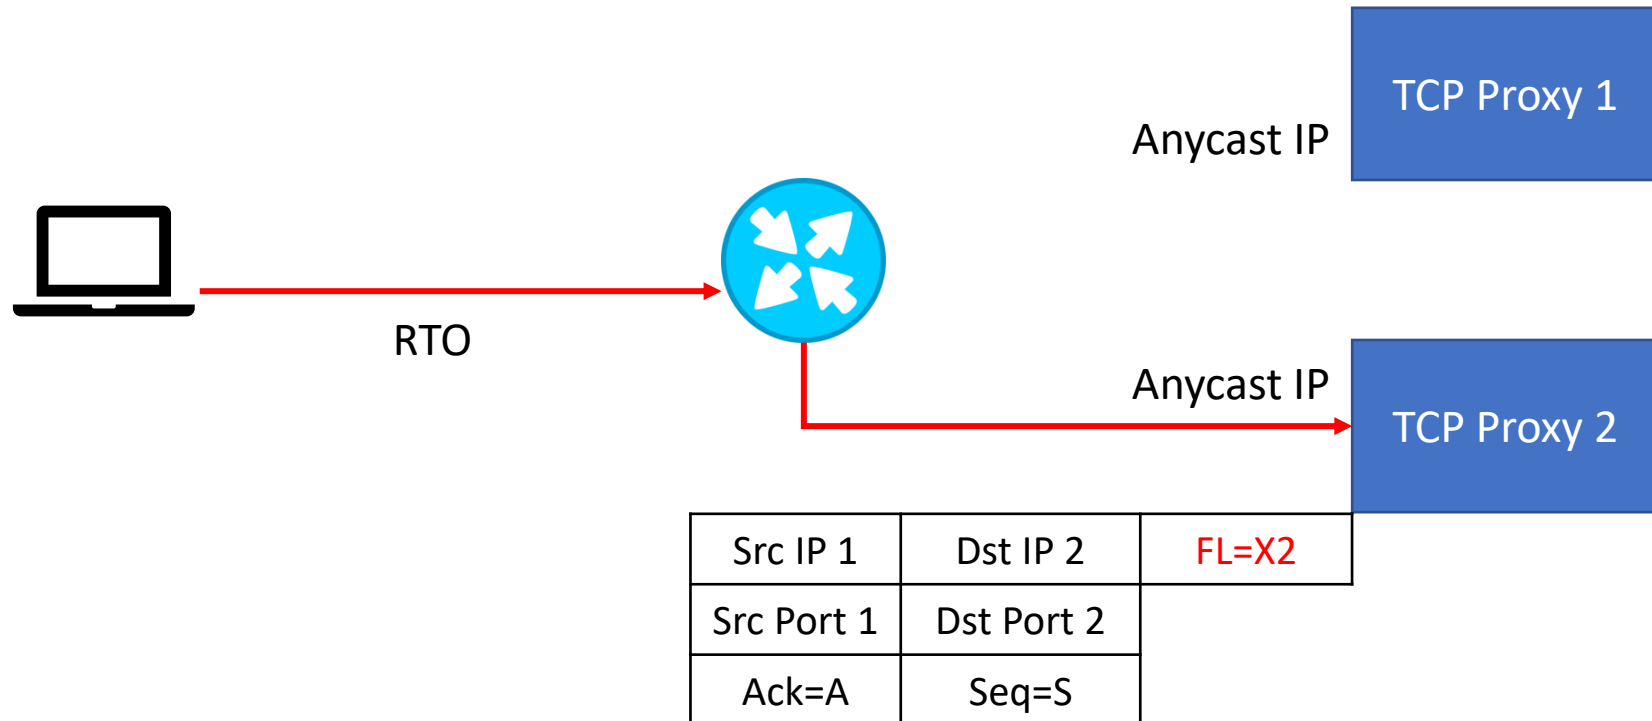 TCP Proxy 1
Anycast IP
RTO
Anycast IP
TCP Proxy 2
Src IP 1 Dst IP 2 FL=X2
Src Port 1 Dst Port 2
Ack=A Seq=S